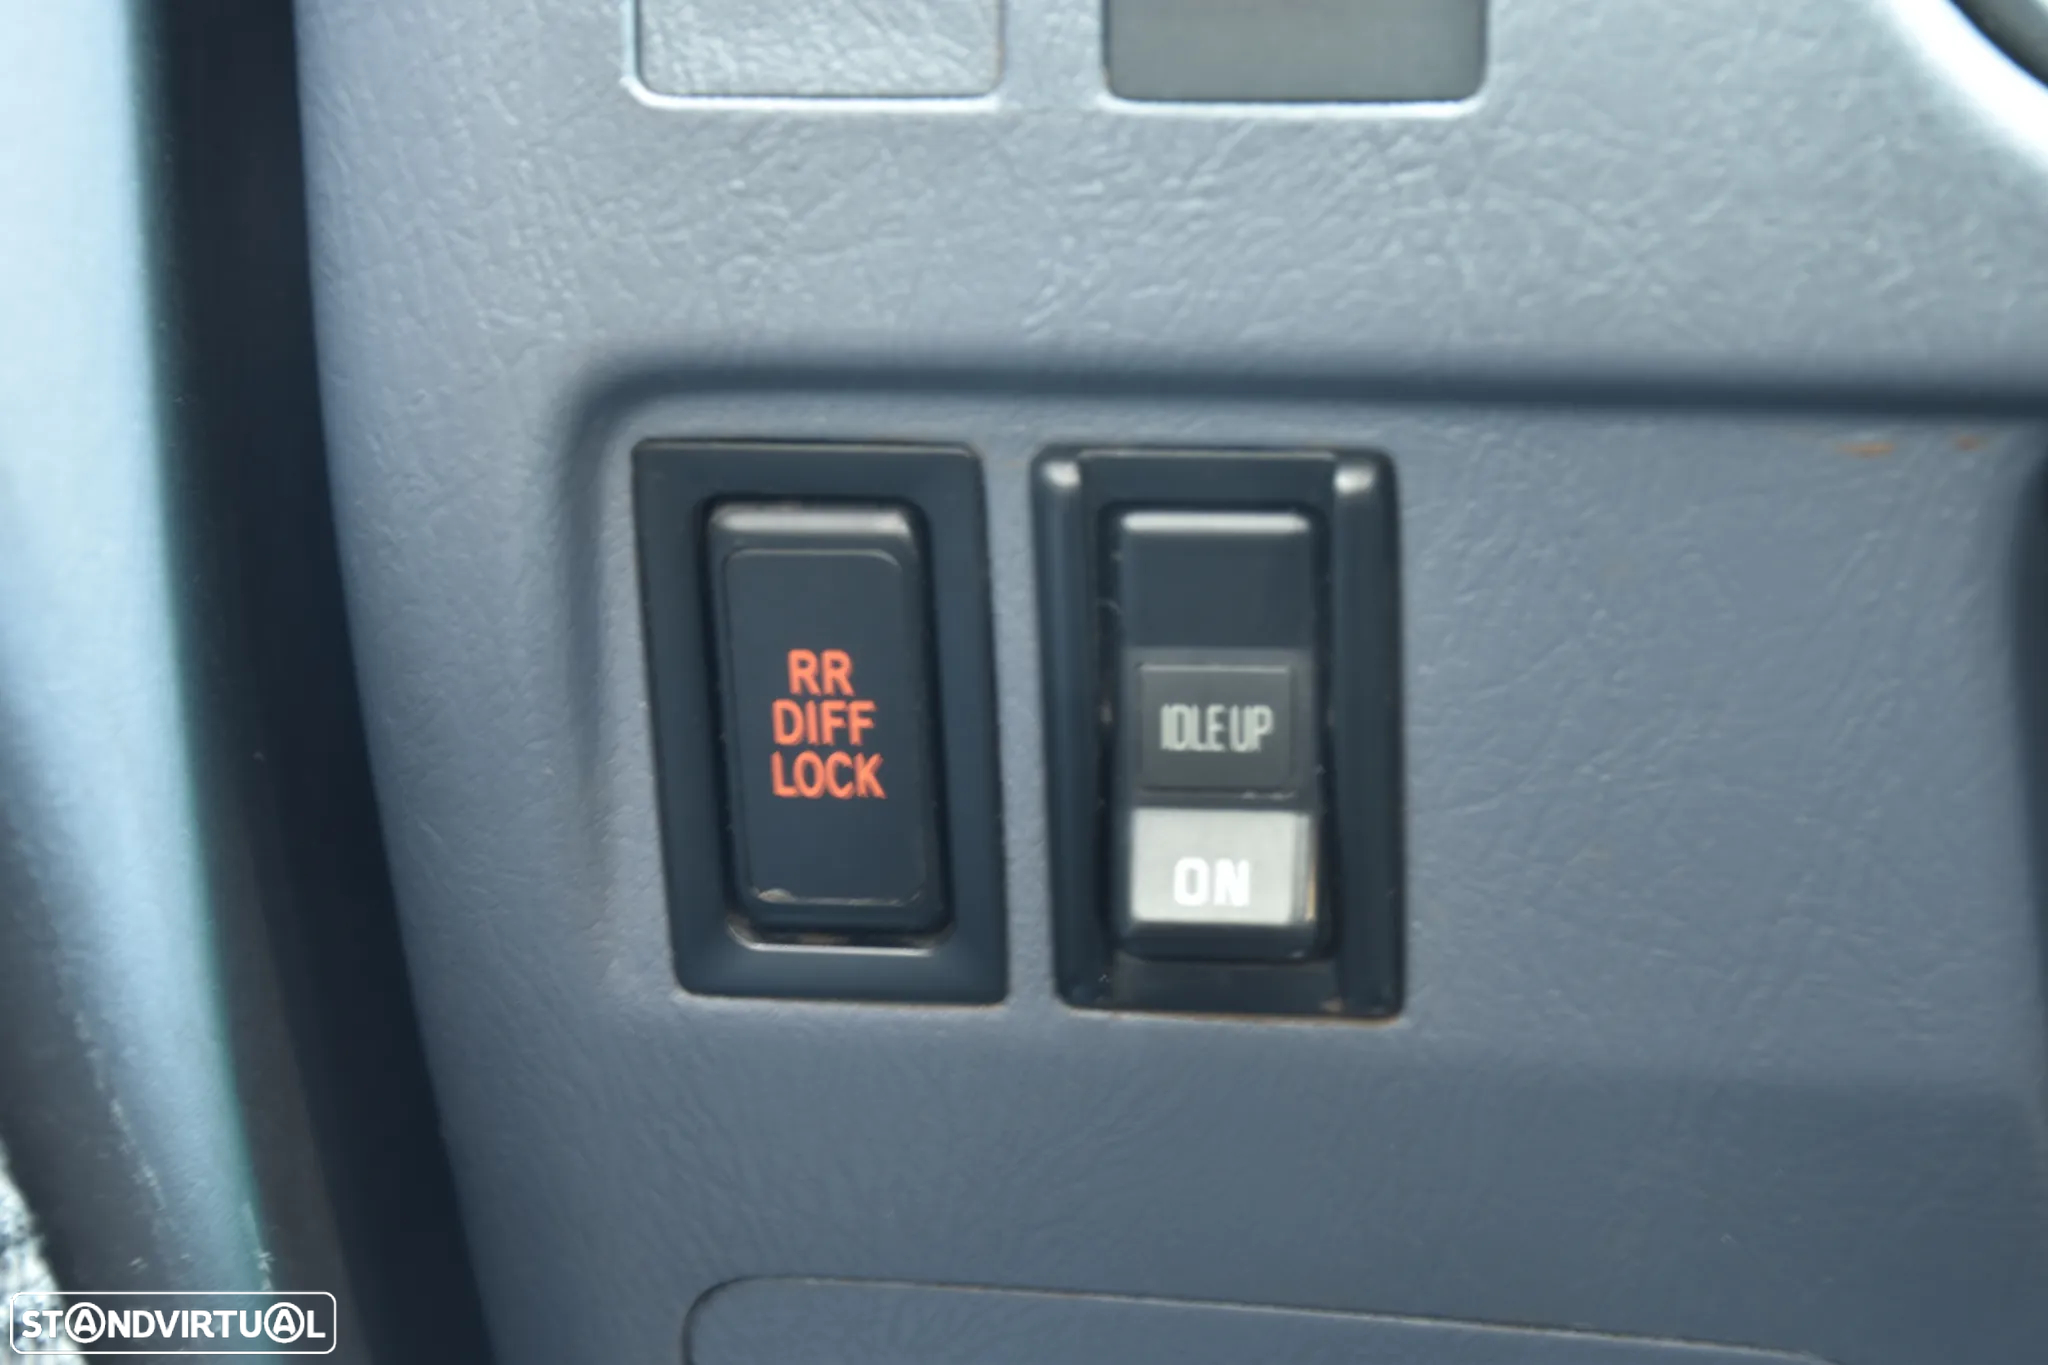 RR
DIFF
LOCK
IDLE UP
ON
STANDVIRTUAL